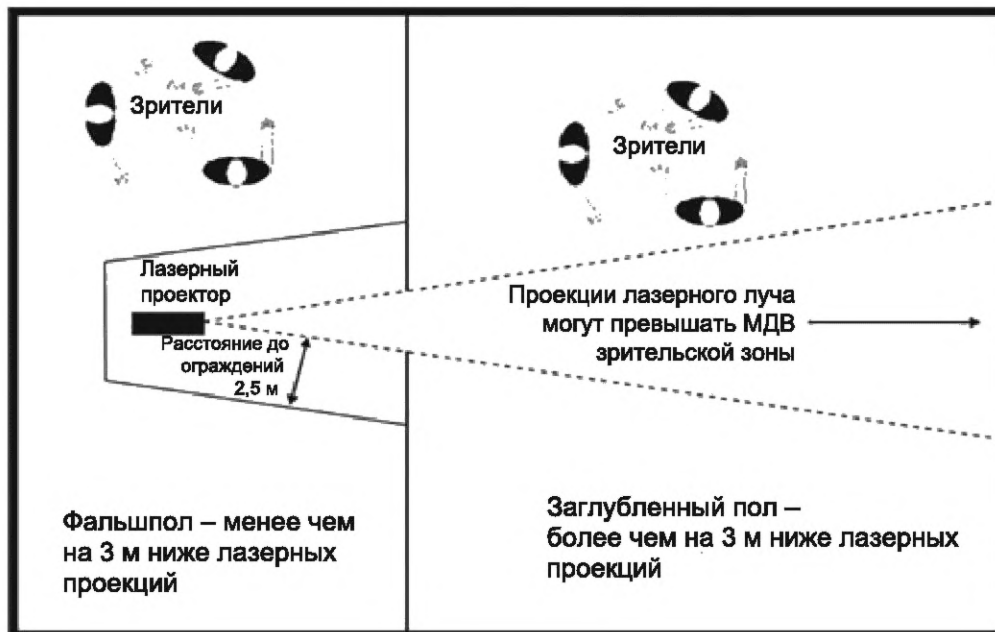 Зрители
Зрители
Лазерный
проектор
Расстояние до
ограждений
2,5 м
Проекции лазерного луча
могут превышать МДВ
зрительской зоны
Фальшпол – менее чем
на 3 м ниже лазерных
проекций
Заглубленный пол –
более чем на 3 м ниже лазерных
проекций